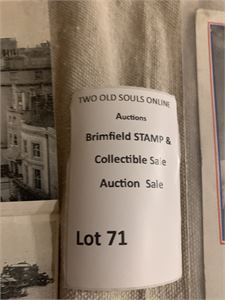 TWO OLD SOULS ONLINE
Auctions
Brimfield STAMP &
Collectible Sale
Auction Sale
Lot 71